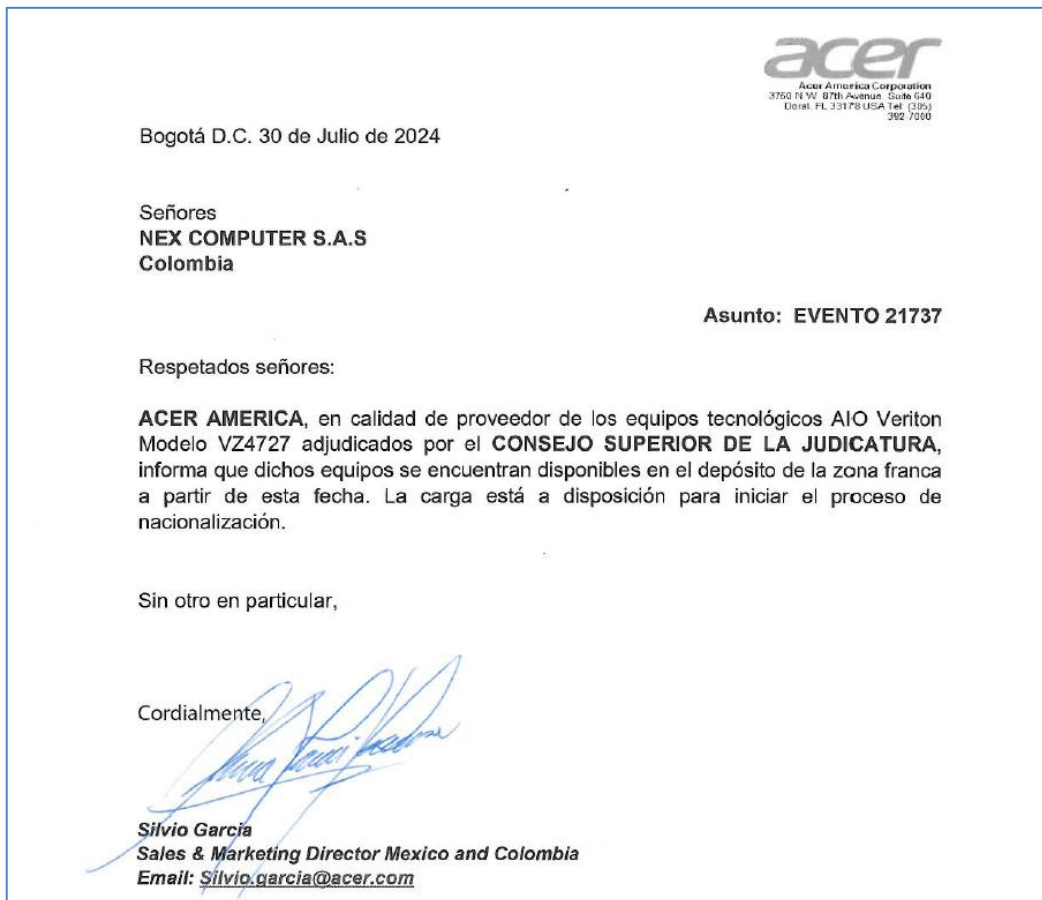 acer
Acer America Corporation
3760 N.W. 87th Avenue Suite 640
Doral, FL 33178 USA Tel: (305)
392 7000
Bogotá D.C. 30 de Julio de 2024
Señores
NEX COMPUTER S.A.S
Colombia
Asunto: EVENTO 21737
Respetados señores:
ACER AMERICA, en calidad de proveedor de los equipos tecnológicos AIO Veriton
Modelo VZ4727 adjudicados por el CONSEJO SUPERIOR DE LA JUDICATURA,
informa que dichos equipos se encuentran disponibles en el depósito de la zona franca
a partir de esta fecha. La carga está a disposición para iniciar el proceso de
nacionalización.
Sin otro en particular,
Cordialmente,
Silvio Garcia
Sales & Marketing Director Mexico and Colombia
Email: Silvio.garcia@acer.com